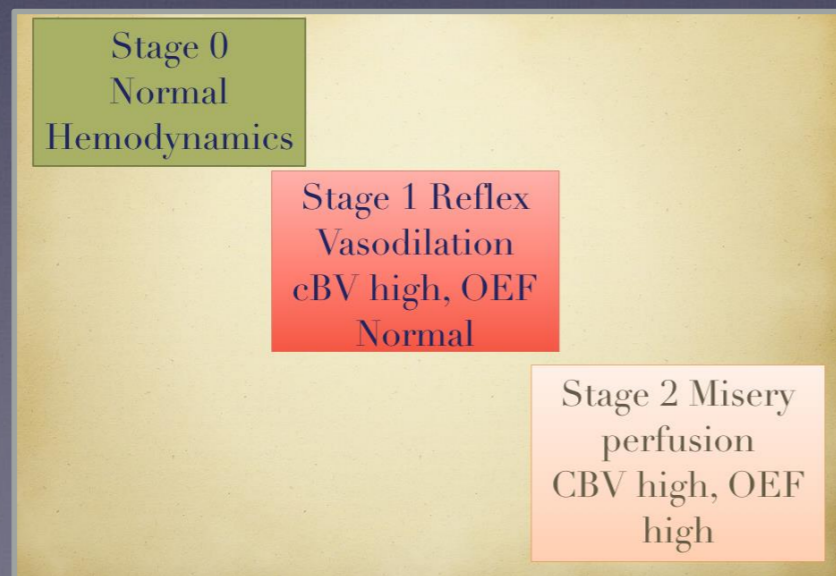 Stage 0
Normal
Hemodynamics
Stage 1 Reflex
Vasodilation
cBV high, OEF
Normal
Stage 2 Misery
perfusion
CBV high, OEF
high